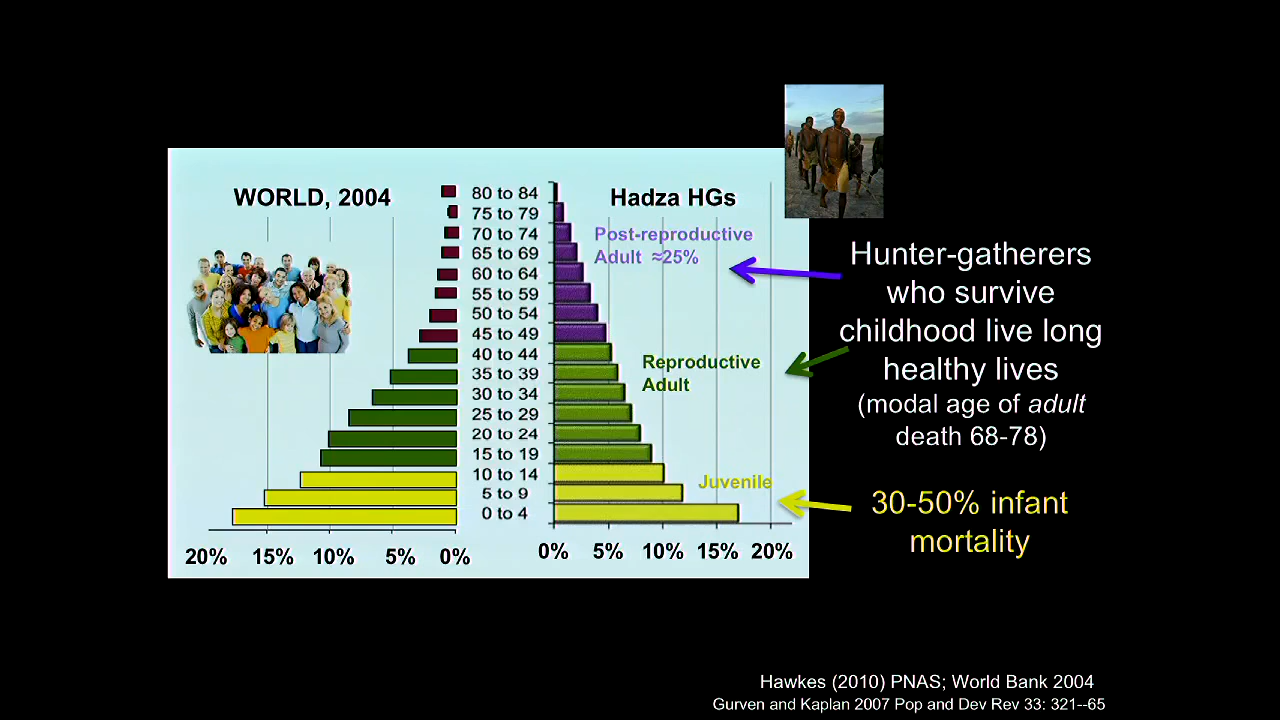 WORLD, 2004
Hadza HGs
80 to 84
75 to 79
70 to 74
65 to 69
60 to 64
55 to 59
50 to 54
45 to 49
40 to 44
35 to 39
30 to 34
25 to 29
20 to 24
15 to 19
10 to 14
5 to 9
0 to 4
20% 15% 10% 5% 0%
0% 5% 10% 15% 20%
Post-reproductive
Adult ≈25%
Reproductive
Adult
Juvenile
Hunter-gatherers
who survive
childhood live long
healthy lives
(modal age of adult
death 68-78)
30-50% infant
mortality
Hawkes (2010) PNAS; World Bank 2004
Gurven and Kaplan 2007 Pop and Dev Rev 33: 321--65